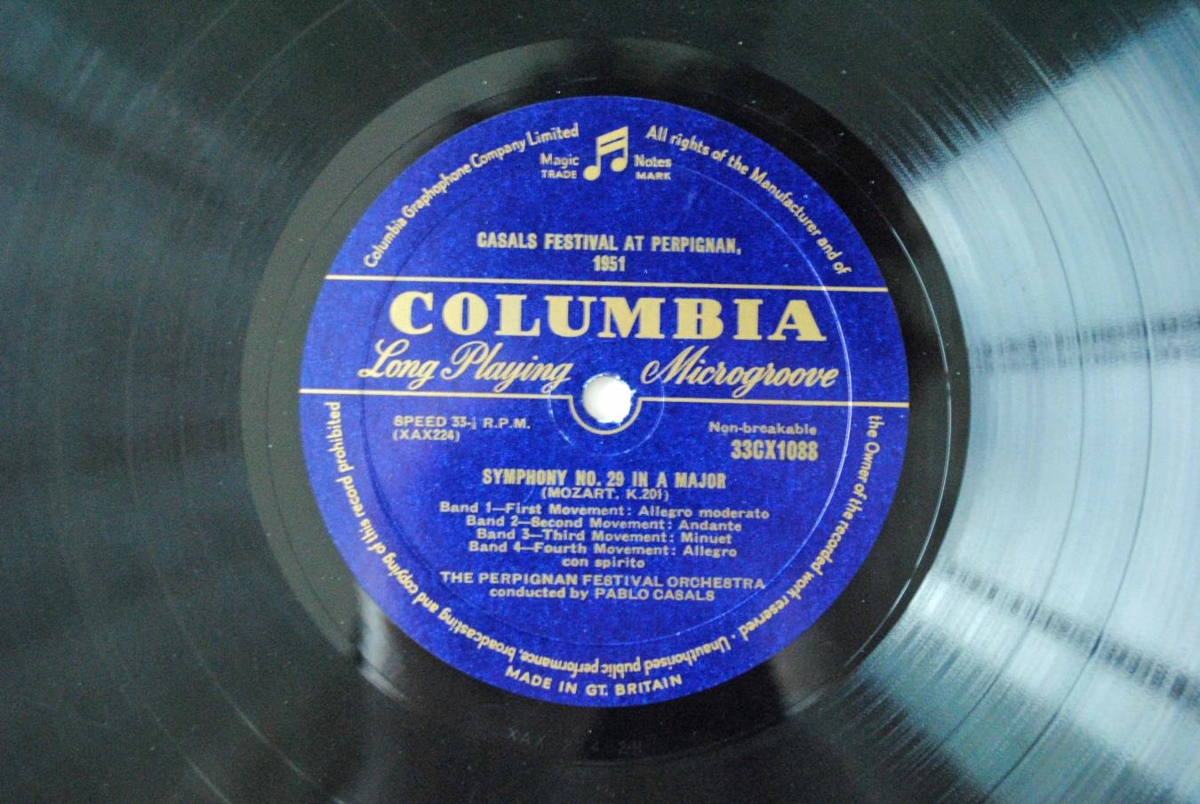 Columbia Graphophone Company Limited
All rights of the Manufacturer and of
the Owner of the recorded work reserved · Unauthorised public performance, broadcasting and copying of this record prohibited
Magic Notes
TRADE MARK
CASALS FESTIVAL AT PERPIGNAN,
1951
COLUMBIA
Long Playing Microgroove
SPEED 33-⅓ R.P.M.
(XAX224)
Non-breakable
33CX1088
SYMPHONY NO. 29 IN A MAJOR
(MOZART. K.201)
Band 1—First Movement: Allegro moderato
Band 2—Second Movement: Andante
Band 3—Third Movement: Minuet
Band 4—Fourth Movement: Allegro
con spirito
THE PERPIGNAN FESTIVAL ORCHESTRA
conducted by PABLO CASALS
MADE IN GT. BRITAIN